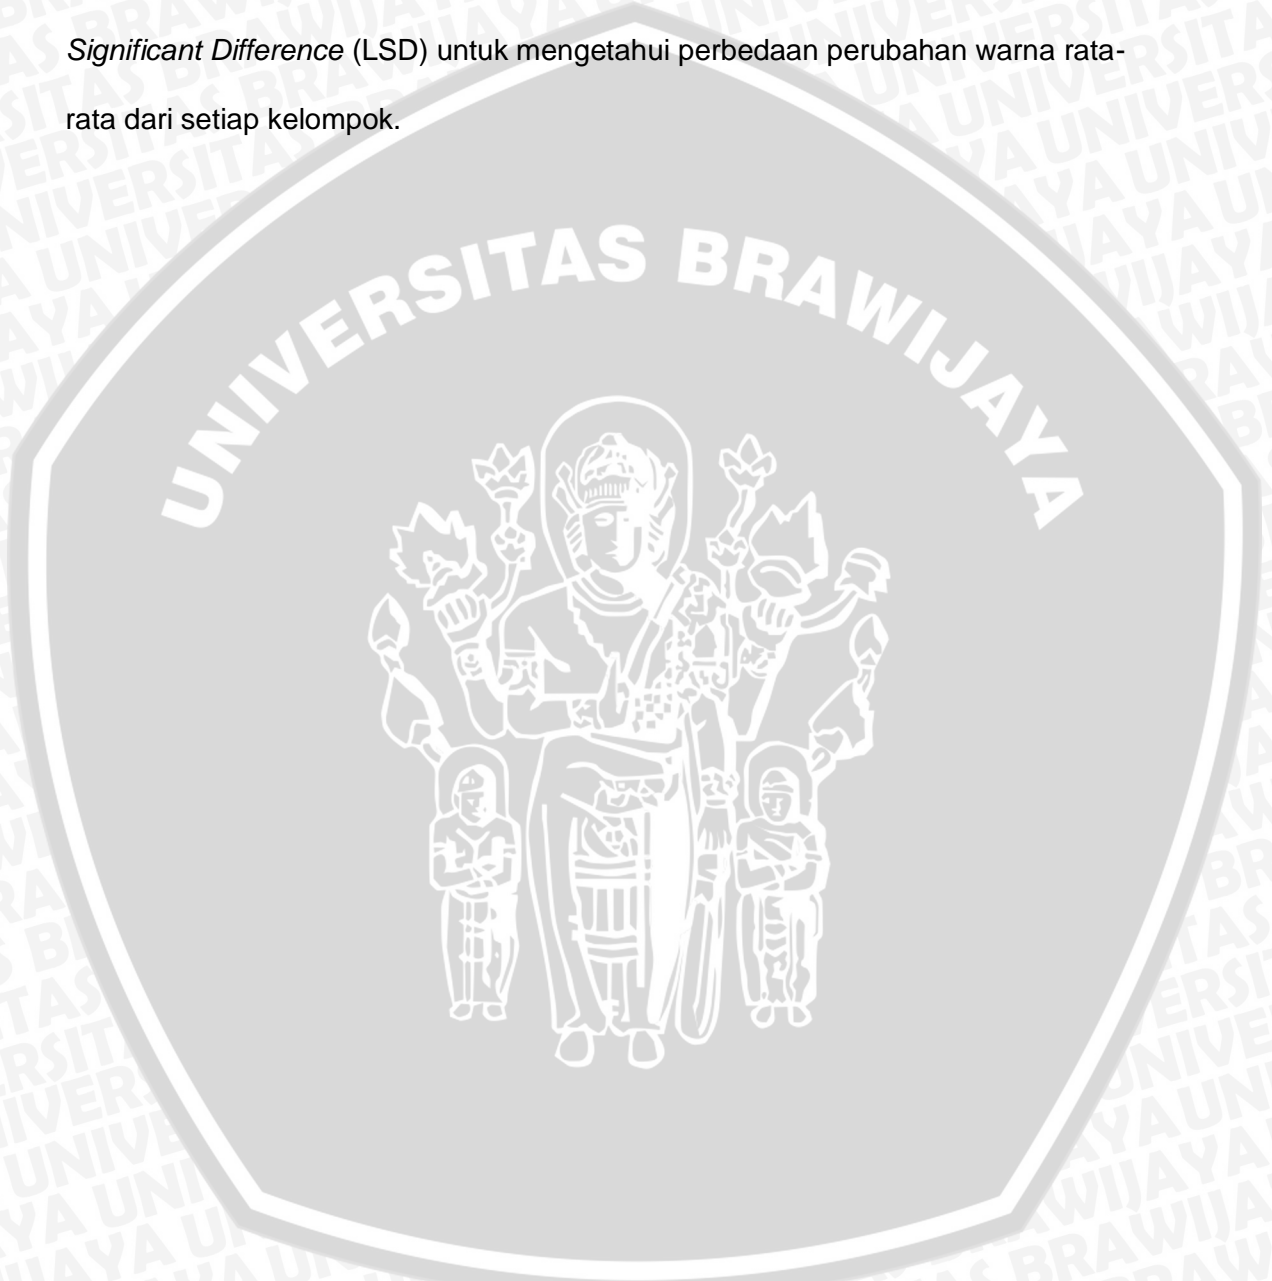 Significant Difference (LSD) untuk mengetahui perbedaan perubahan warna rata-
rata dari setiap kelompok.
UNIVERSITAS BRAWIJAYA